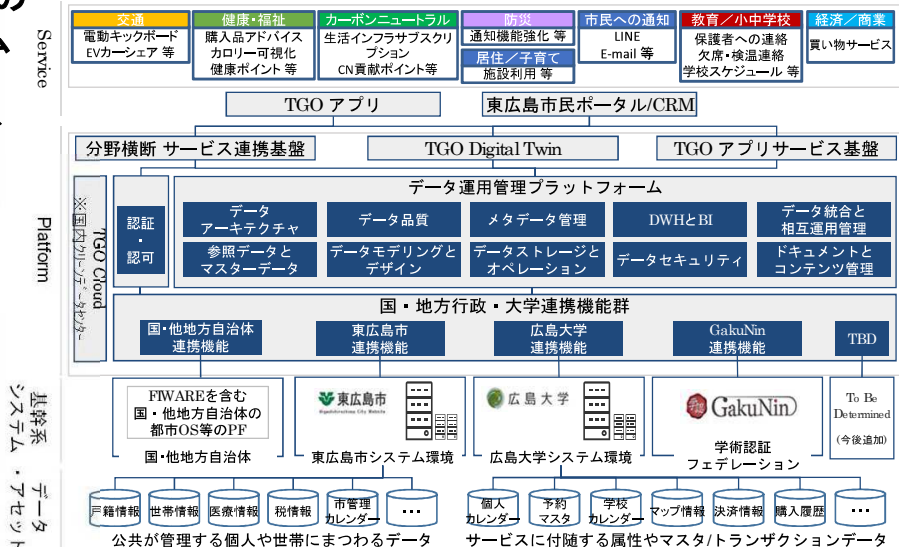 の
ム
Service
交通
電動キックボード
EVカーシェア 等
健康・福祉
購入品アドバイス
カロリー可視化
健康ポイント 等
カーボンニュートラル
生活インフラサブスクリ
プション
CN貢献ポイント等
防災
通知機能強化 等
居住／子育て
施設利用 等
市民への通知
LINE
E-mail 等
教育／小中学校
保護者への連絡
欠席・検温連絡
学校スケジュール 等
経済／商業
買い物サービス
TGO アプリ
東広島市民ポータル/CRM
Platform
分野横断 サービス連携基盤
TGO Digital Twin
TGO アプリサービス基盤
TGO Cloud
※国内グリーンデータセンター
認証
・
認可
データ運用管理プラットフォーム
データ
アーキテクチャ
データ品質
メタデータ管理
DWHとBI
データ統合と
相互運用管理
参照データと
マスターデータ
データモデリングと
デザイン
データストレージと
オペレーション
データセキュリティ
ドキュメントと
コンテンツ管理
国・地方行政・大学連携機能群
国・他地方自治体
連携機能
東広島市
連携機能
広島大学
連携機能
GakuNin
連携機能
TBD
基幹系
システム・
データ
アセット
FIWAREを含む
国・他地方自治体の
都市OS等のPF
国・他地方自治体
東広島市
Higashihiroshima City Website
東広島市システム環境
広島大学
広島大学システム環境
GakuNin
学術認証
フェデレーション
To Be
Determined
(今後追加)
戸籍情報
世帯情報
医療情報
税情報
市管理
カレンダー
…
個人
カレンダー
予約
マスタ
学校
カレンダー
マップ情報
決済情報
購入履歴
…
公共が管理する個人や世帯にまつわるデータ
サービスに付随する属性やマスタ/トランザクションデータ